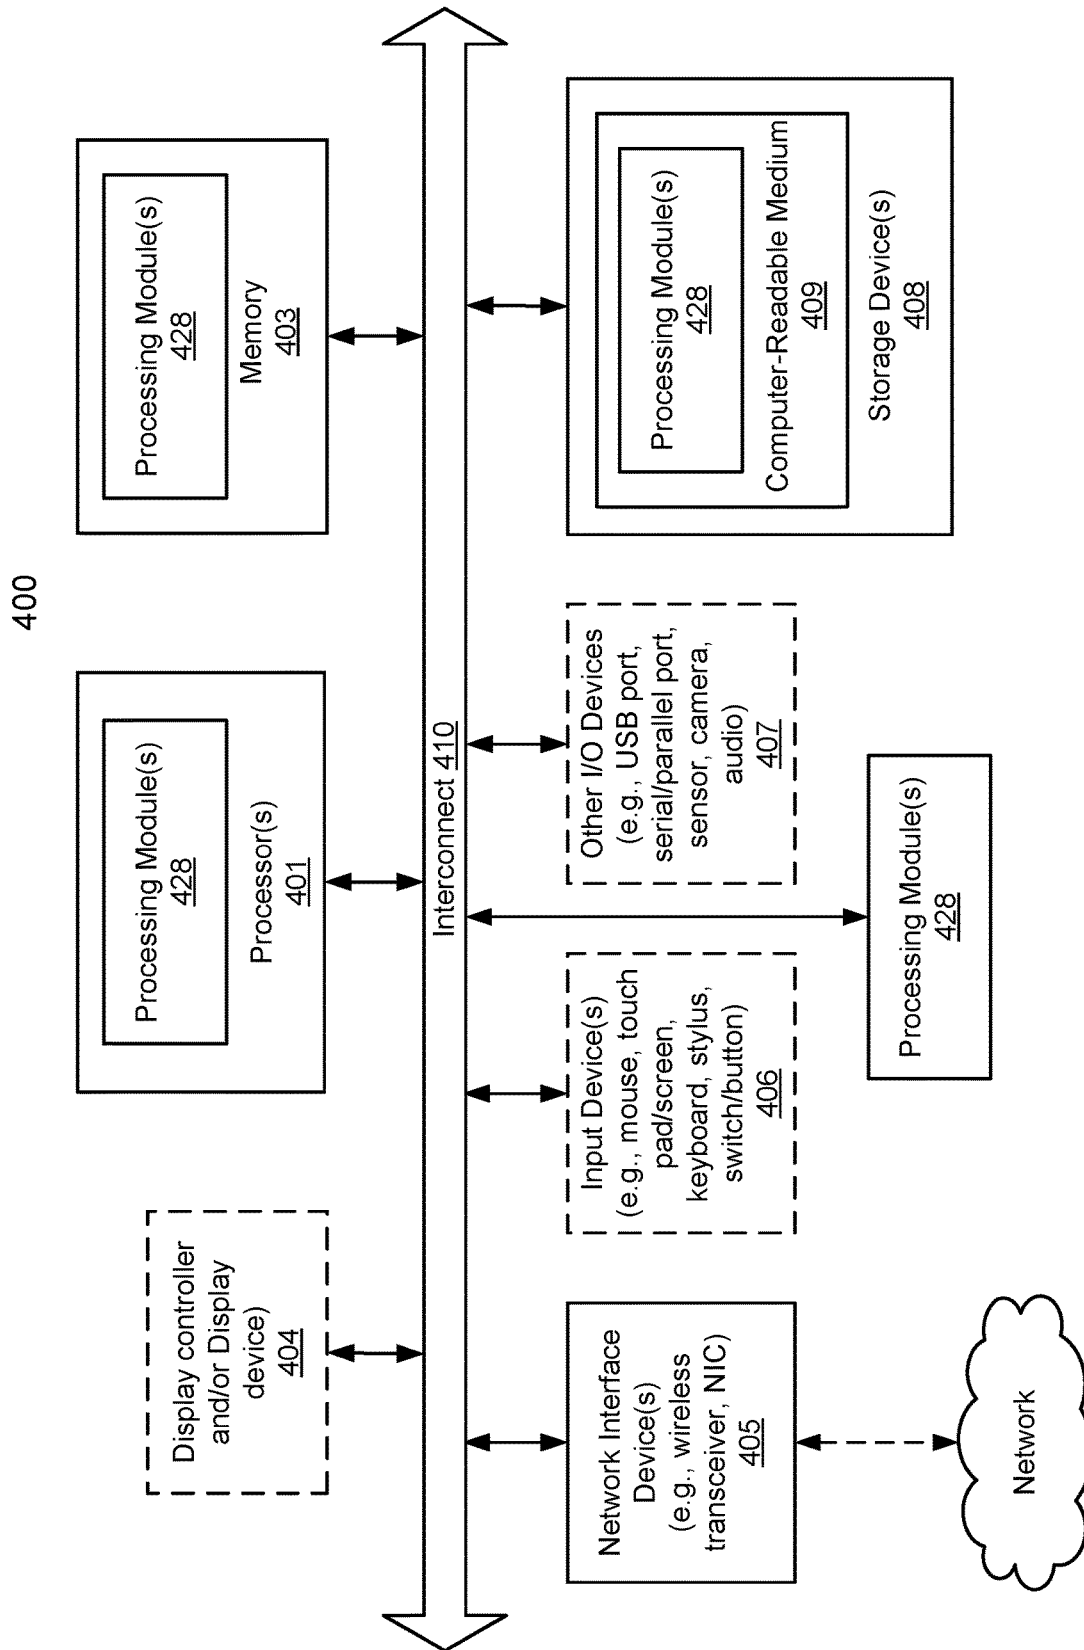 400
Display controller
and/or Display
device)
404
Processing Module(s)
428
Processor(s)
401
Processing Module(s)
428
Memory
403
Interconnect 410
Network Interface
Device(s)
(e.g., wireless
transceiver, NIC)
405
Input Device(s)
(e.g., mouse, touch
pad/screen,
keyboard, stylus,
switch/button)
406
Other I/O Devices
(e.g., USB port,
serial/parallel port,
sensor, camera,
audio)
407
Processing Module(s)
428
Computer-Readable Medium
409
Storage Device(s)
408
Network
Processing Module(s)
428